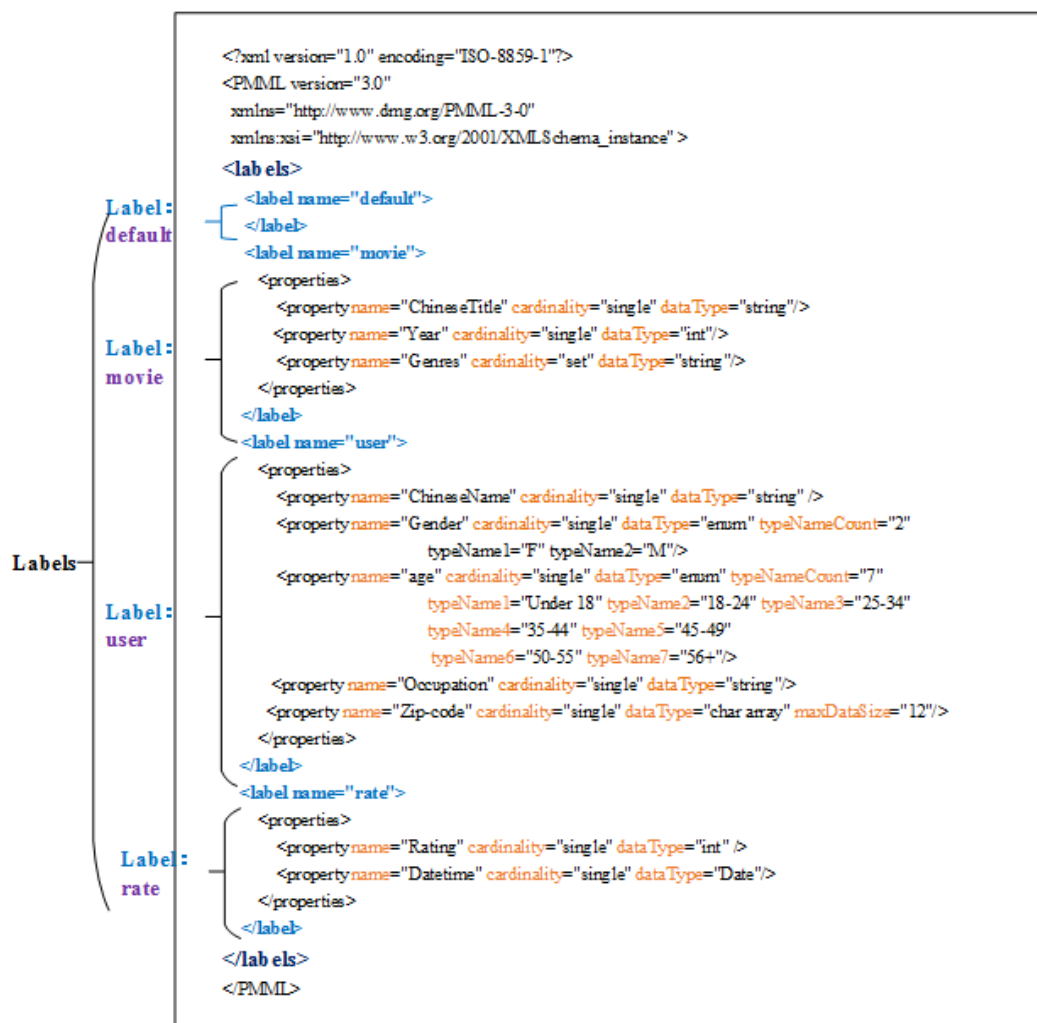 <?xml version="1.0" encoding="ISO-8859-1"?>
<PMML version="3.0"
xmlns="http://www.dmg.org/PMML-3-0"
xmlns:xsi="http://www.w3.org/2001/XMLSchema_instance" >
<labels>
<label name="default">
</label>
<label name="movie">
<properties>
<property name="ChineseTitle" cardinality="single" dataType="string"/>
<property name="Year" cardinality="single" dataType="int"/>
<property name="Genres" cardinality="set" dataType="string"/>
</properties>
</label>
<label name="user">
<properties>
<property name="ChineseName" cardinality="single" dataType="string" />
<property name="Gender" cardinality="single" dataType="enum" typeNameCount="2"
typeName1="F" typeName2="M"/>
<property name="age" cardinality="single" dataType="enum" typeNameCount="7"
typeName1="Under 18" typeName2="18-24" typeName3="25-34"
typeName4="35-44" typeName5="45-49"
typeName6="50-55" typeName7="56+"/>
<property name="Occupation" cardinality="single" dataType="string"/>
<property name="Zip-code" cardinality="single" dataType="char array" maxDataSize="12"/>
</properties>
</label>
<label name="rate">
<properties>
<property name="Rating" cardinality="single" dataType="int" />
<property name="Datetime" cardinality="single" dataType="Date"/>
</properties>
</label>
</labels>
</PMML>
Labels
Label:
default
Label:
movie
Label:
user
Label:
rate